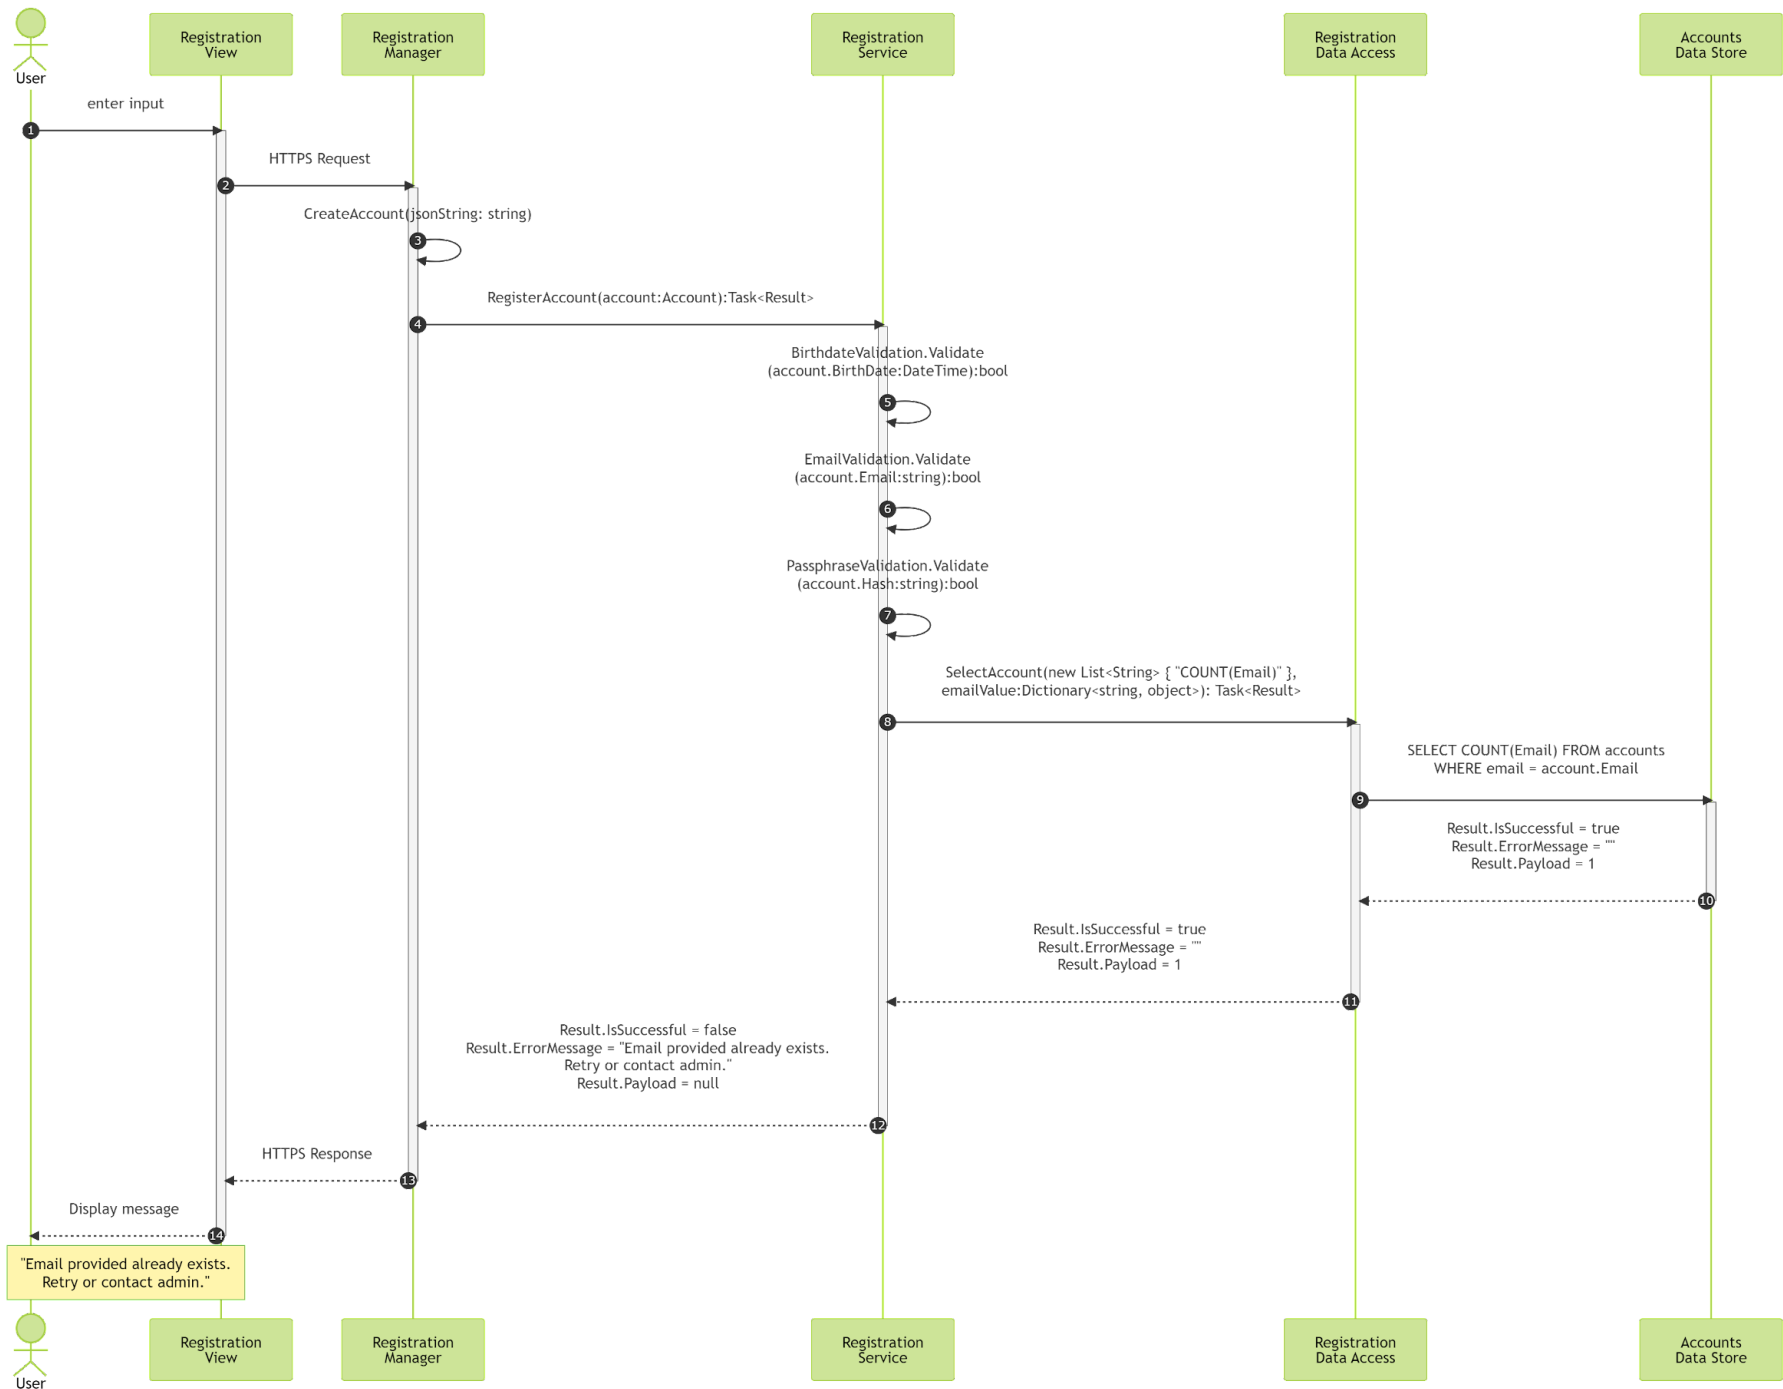 User
Registration
View
Registration
Manager
Registration
Service
Registration
Data Access
Accounts
Data Store
enter input
1
HTTPS Request
2
CreateAccount(jsonString: string)
3
RegisterAccount(account:Account):Task<Result>
4
BirthdateValidation.Validate
(account.BirthDate:DateTime):bool
5
EmailValidation.Validate
(account.Email:string):bool
6
PassphraseValidation.Validate
(account.Hash:string):bool
7
SelectAccount(new List<String> { "COUNT(Email)" },
emailValue:Dictionary<string, object>): Task<Result>
8
SELECT COUNT(Email) FROM accounts
WHERE email = account.Email
9
Result.IsSuccessful = true
Result.ErrorMessage = ""
Result.Payload = 1
10
Result.IsSuccessful = true
Result.ErrorMessage = ""
Result.Payload = 1
11
Result.IsSuccessful = false
Result.ErrorMessage = "Email provided already exists.
Retry or contact admin."
Result.Payload = null
12
HTTPS Response
13
Display message
14
"Email provided already exists.
Retry or contact admin."
User
Registration
View
Registration
Manager
Registration
Service
Registration
Data Access
Accounts
Data Store